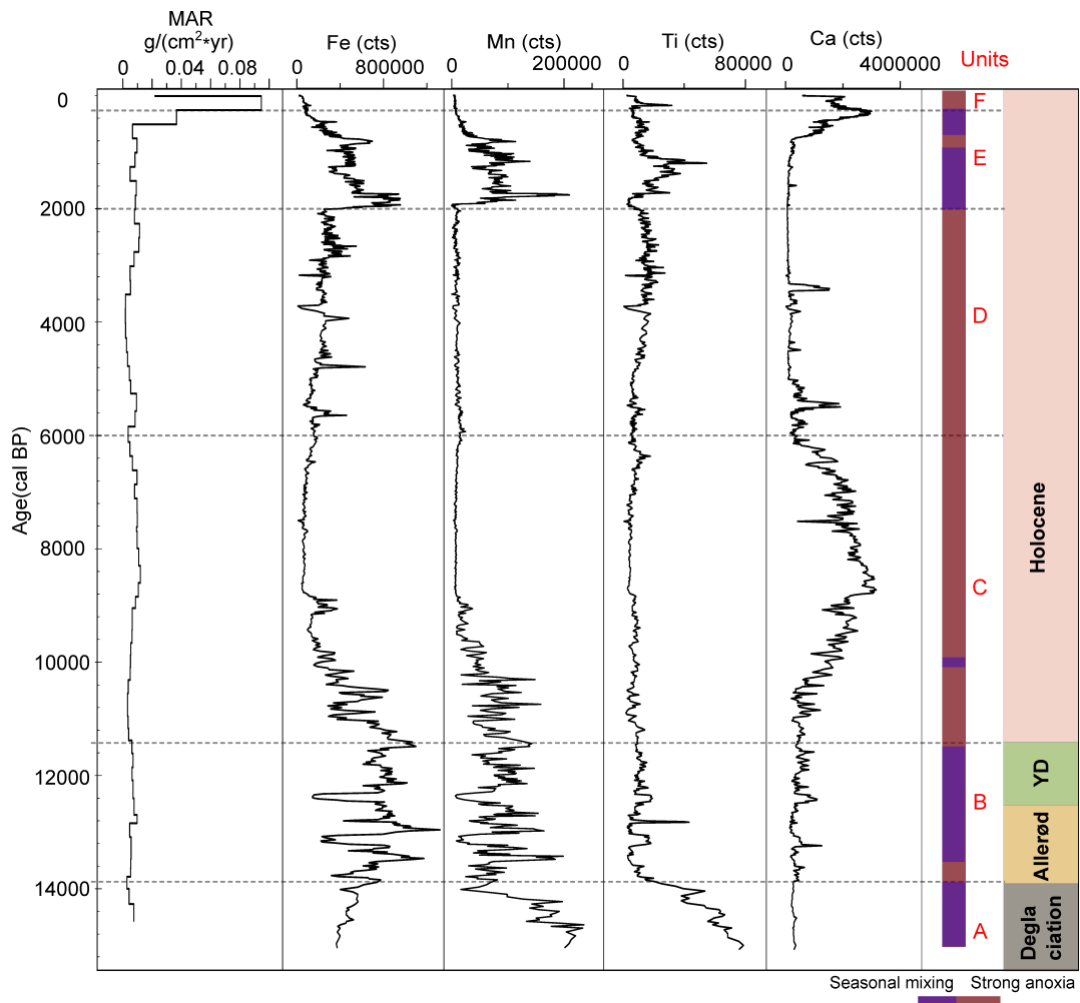 MAR
g/(cm²*yr)
Fe (cts)
Mn (cts)
Ti (cts)
Ca (cts)
Units
0 0.04 0.08
0 800000
0 200000
0 80000
0 4000000
0
2000
4000
6000
8000
10000
12000
14000
Age(cal BP)
F
E
D
C
B
A
Holocene
YD
Allerød
Degla
ciation
Seasonal mixing Strong anoxia